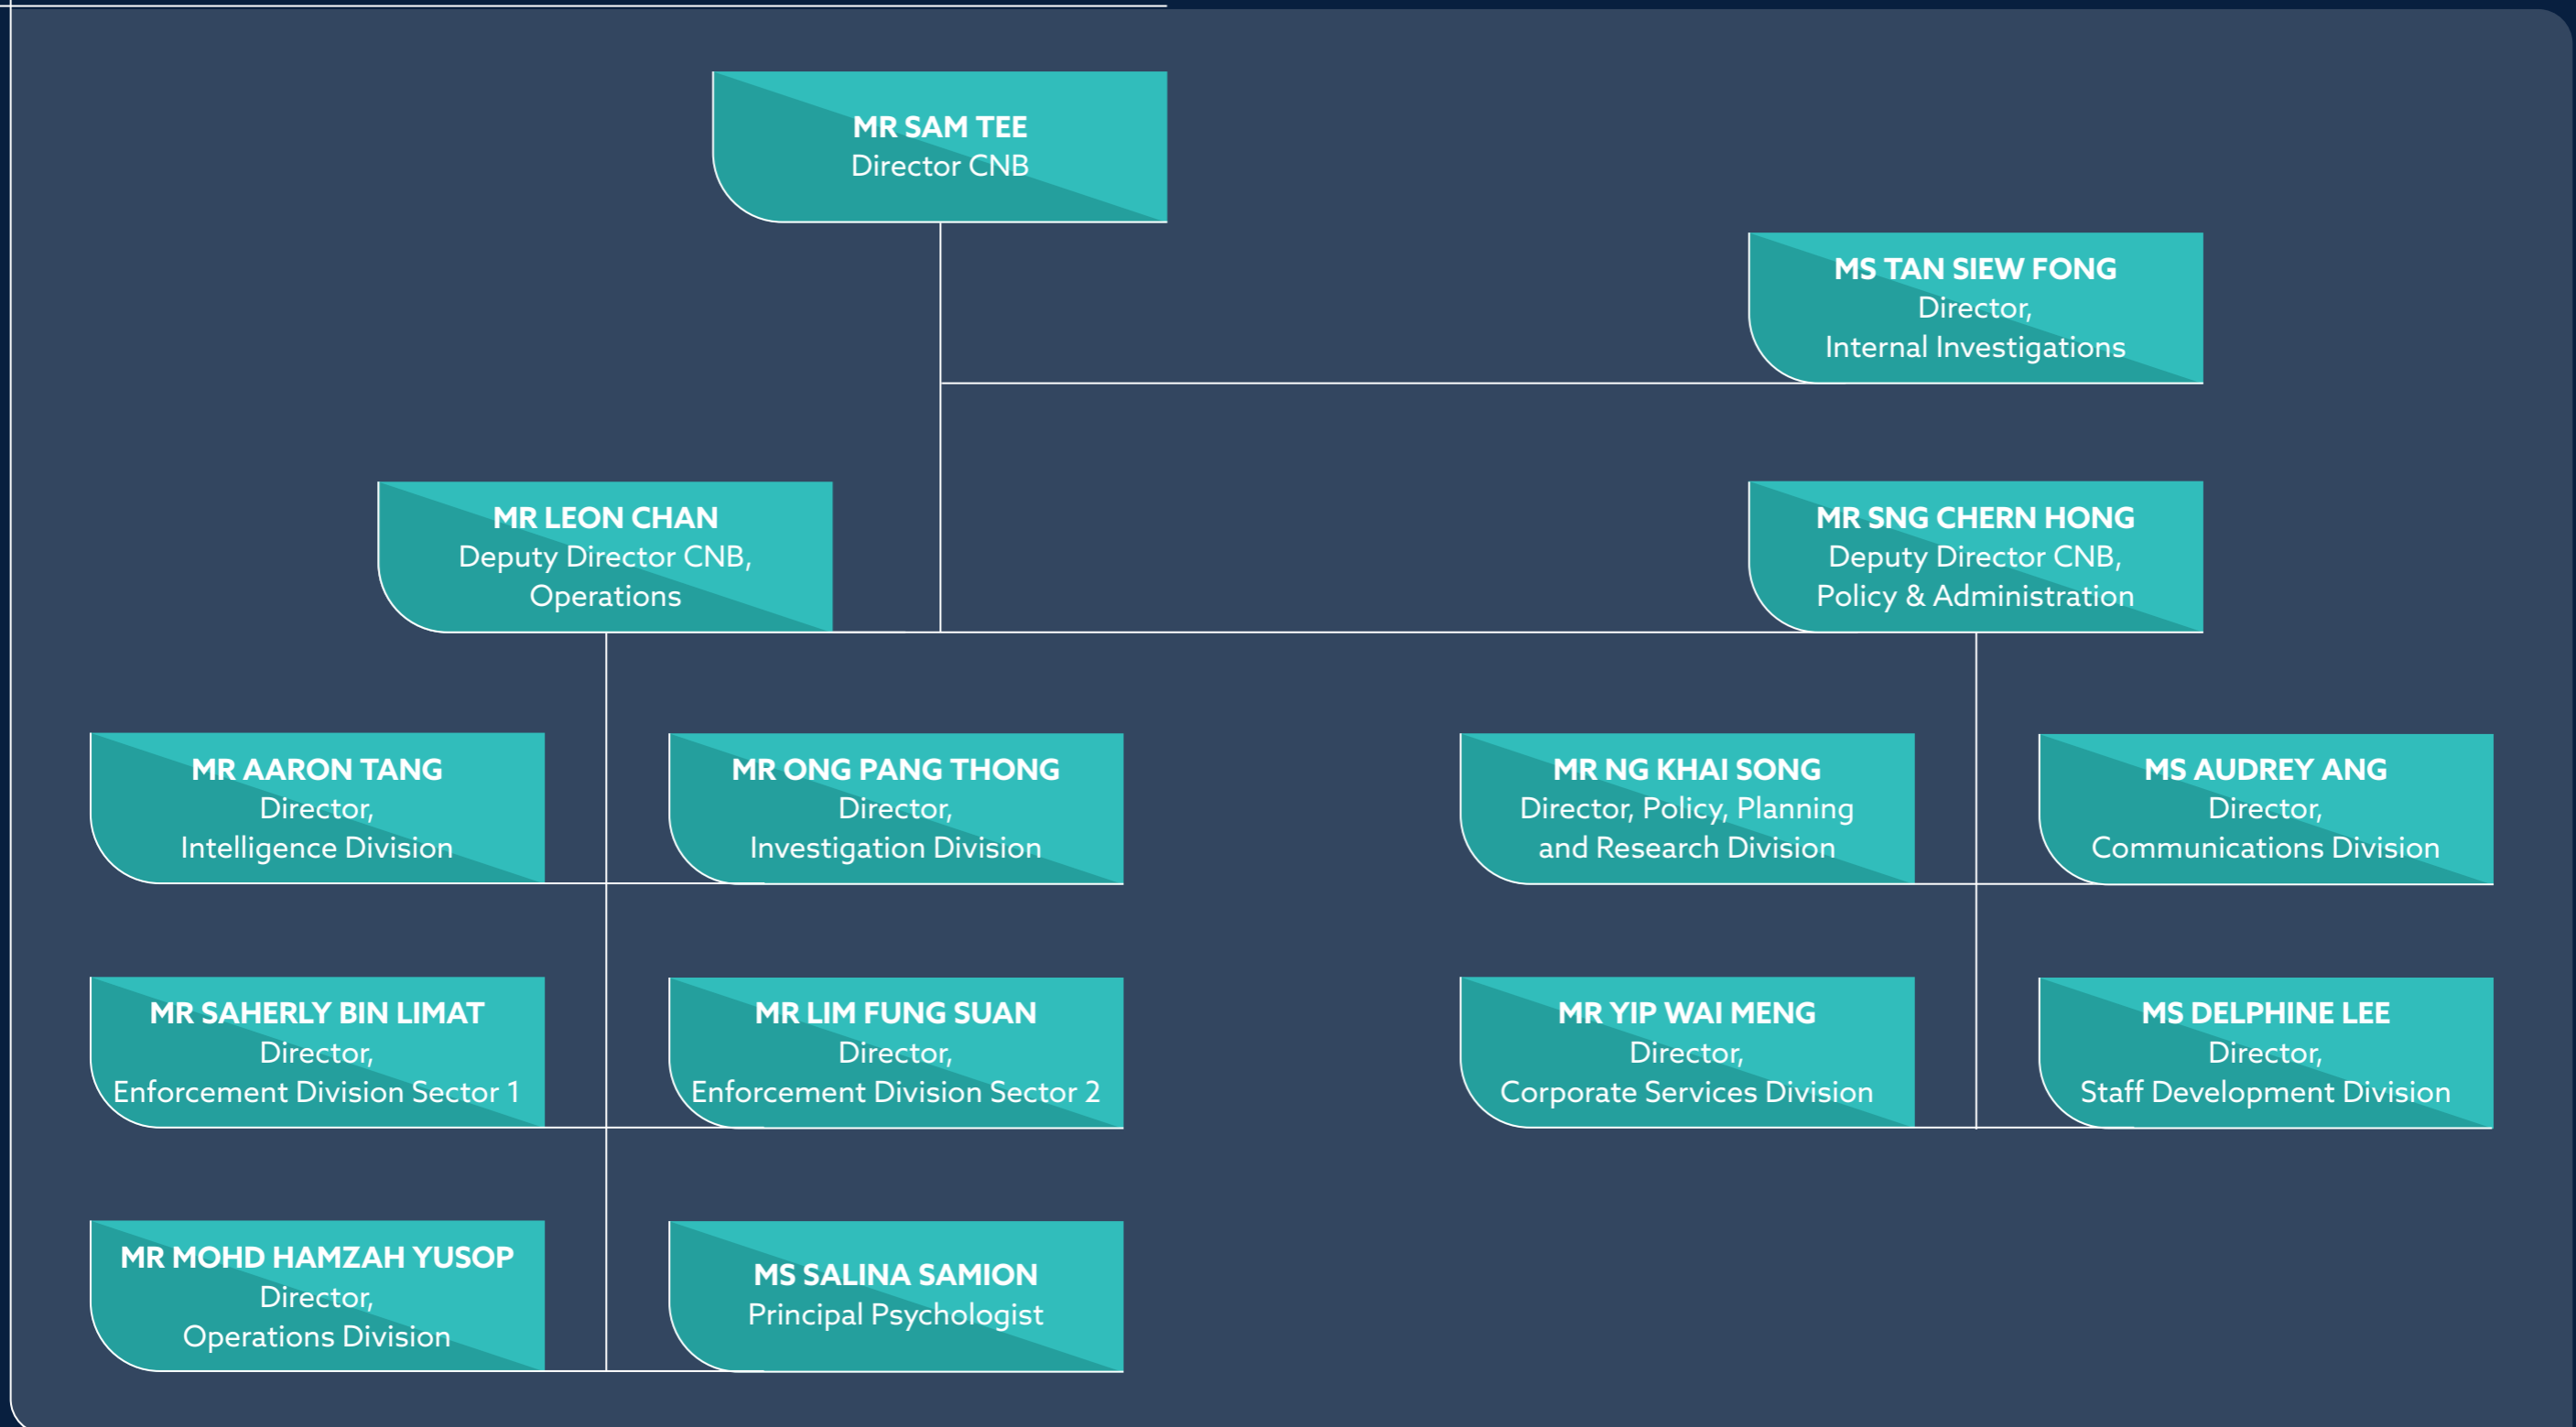 MR SAM TEE
Director CNB
MS TAN SIEW FONG
Director,
Internal Investigations
MR LEON CHAN
Deputy Director CNB,
Operations
MR SNG CHERN HONG
Deputy Director CNB,
Policy & Administration
MR AARON TANG
Director,
Intelligence Division
MR ONG PANG THONG
Director,
Investigation Division
MR NG KHAI SONG
Director, Policy, Planning
and Research Division
MS AUDREY ANG
Director,
Communications Division
MR SAHERLY BIN LIMAT
Director,
Enforcement Division Sector 1
MR LIM FUNG SUAN
Director,
Enforcement Division Sector 2
MR YIP WAI MENG
Director,
Corporate Services Division
MS DELPHINE LEE
Director,
Staff Development Division
MR MOHD HAMZAH YUSOP
Director,
Operations Division
MS SALINA SAMION
Principal Psychologist